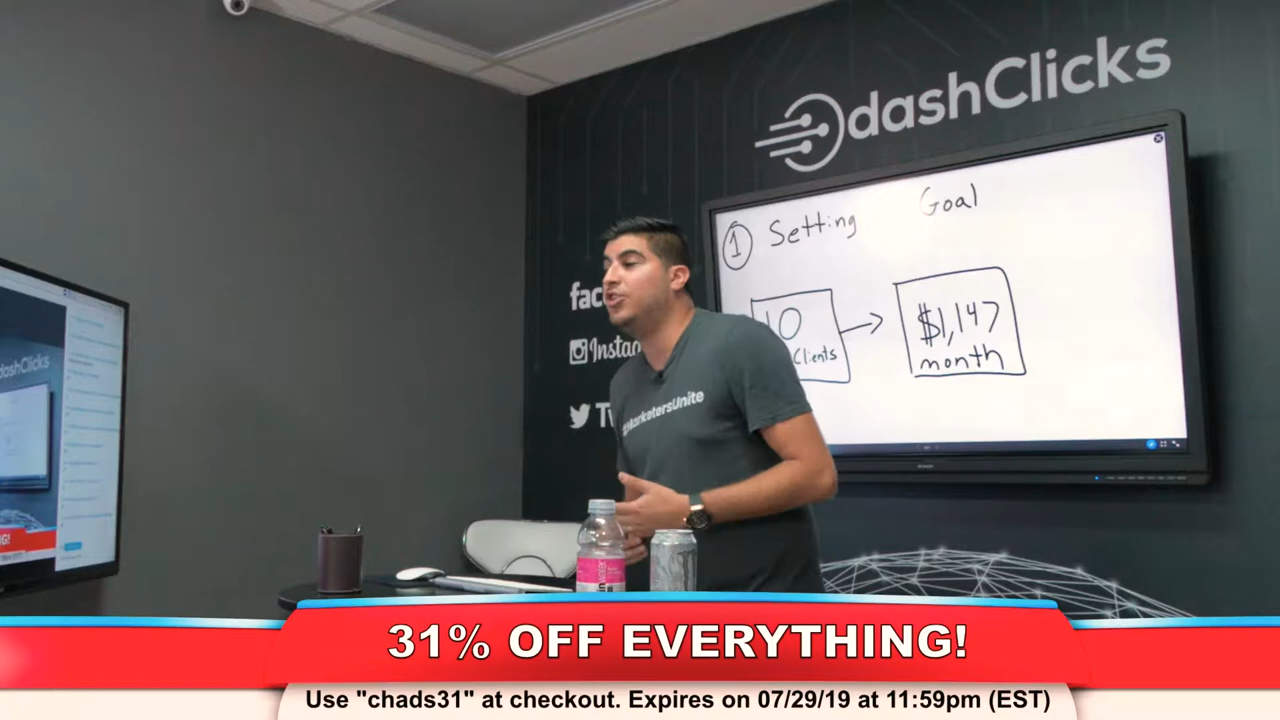 dashClicks
① Setting Goal
10
Clients
$1,147
month
MarketersUnite
dashClicks
31% OFF EVERYTHING!
Use "chads31" at checkout. Expires on 07/29/19 at 11:59pm (EST)